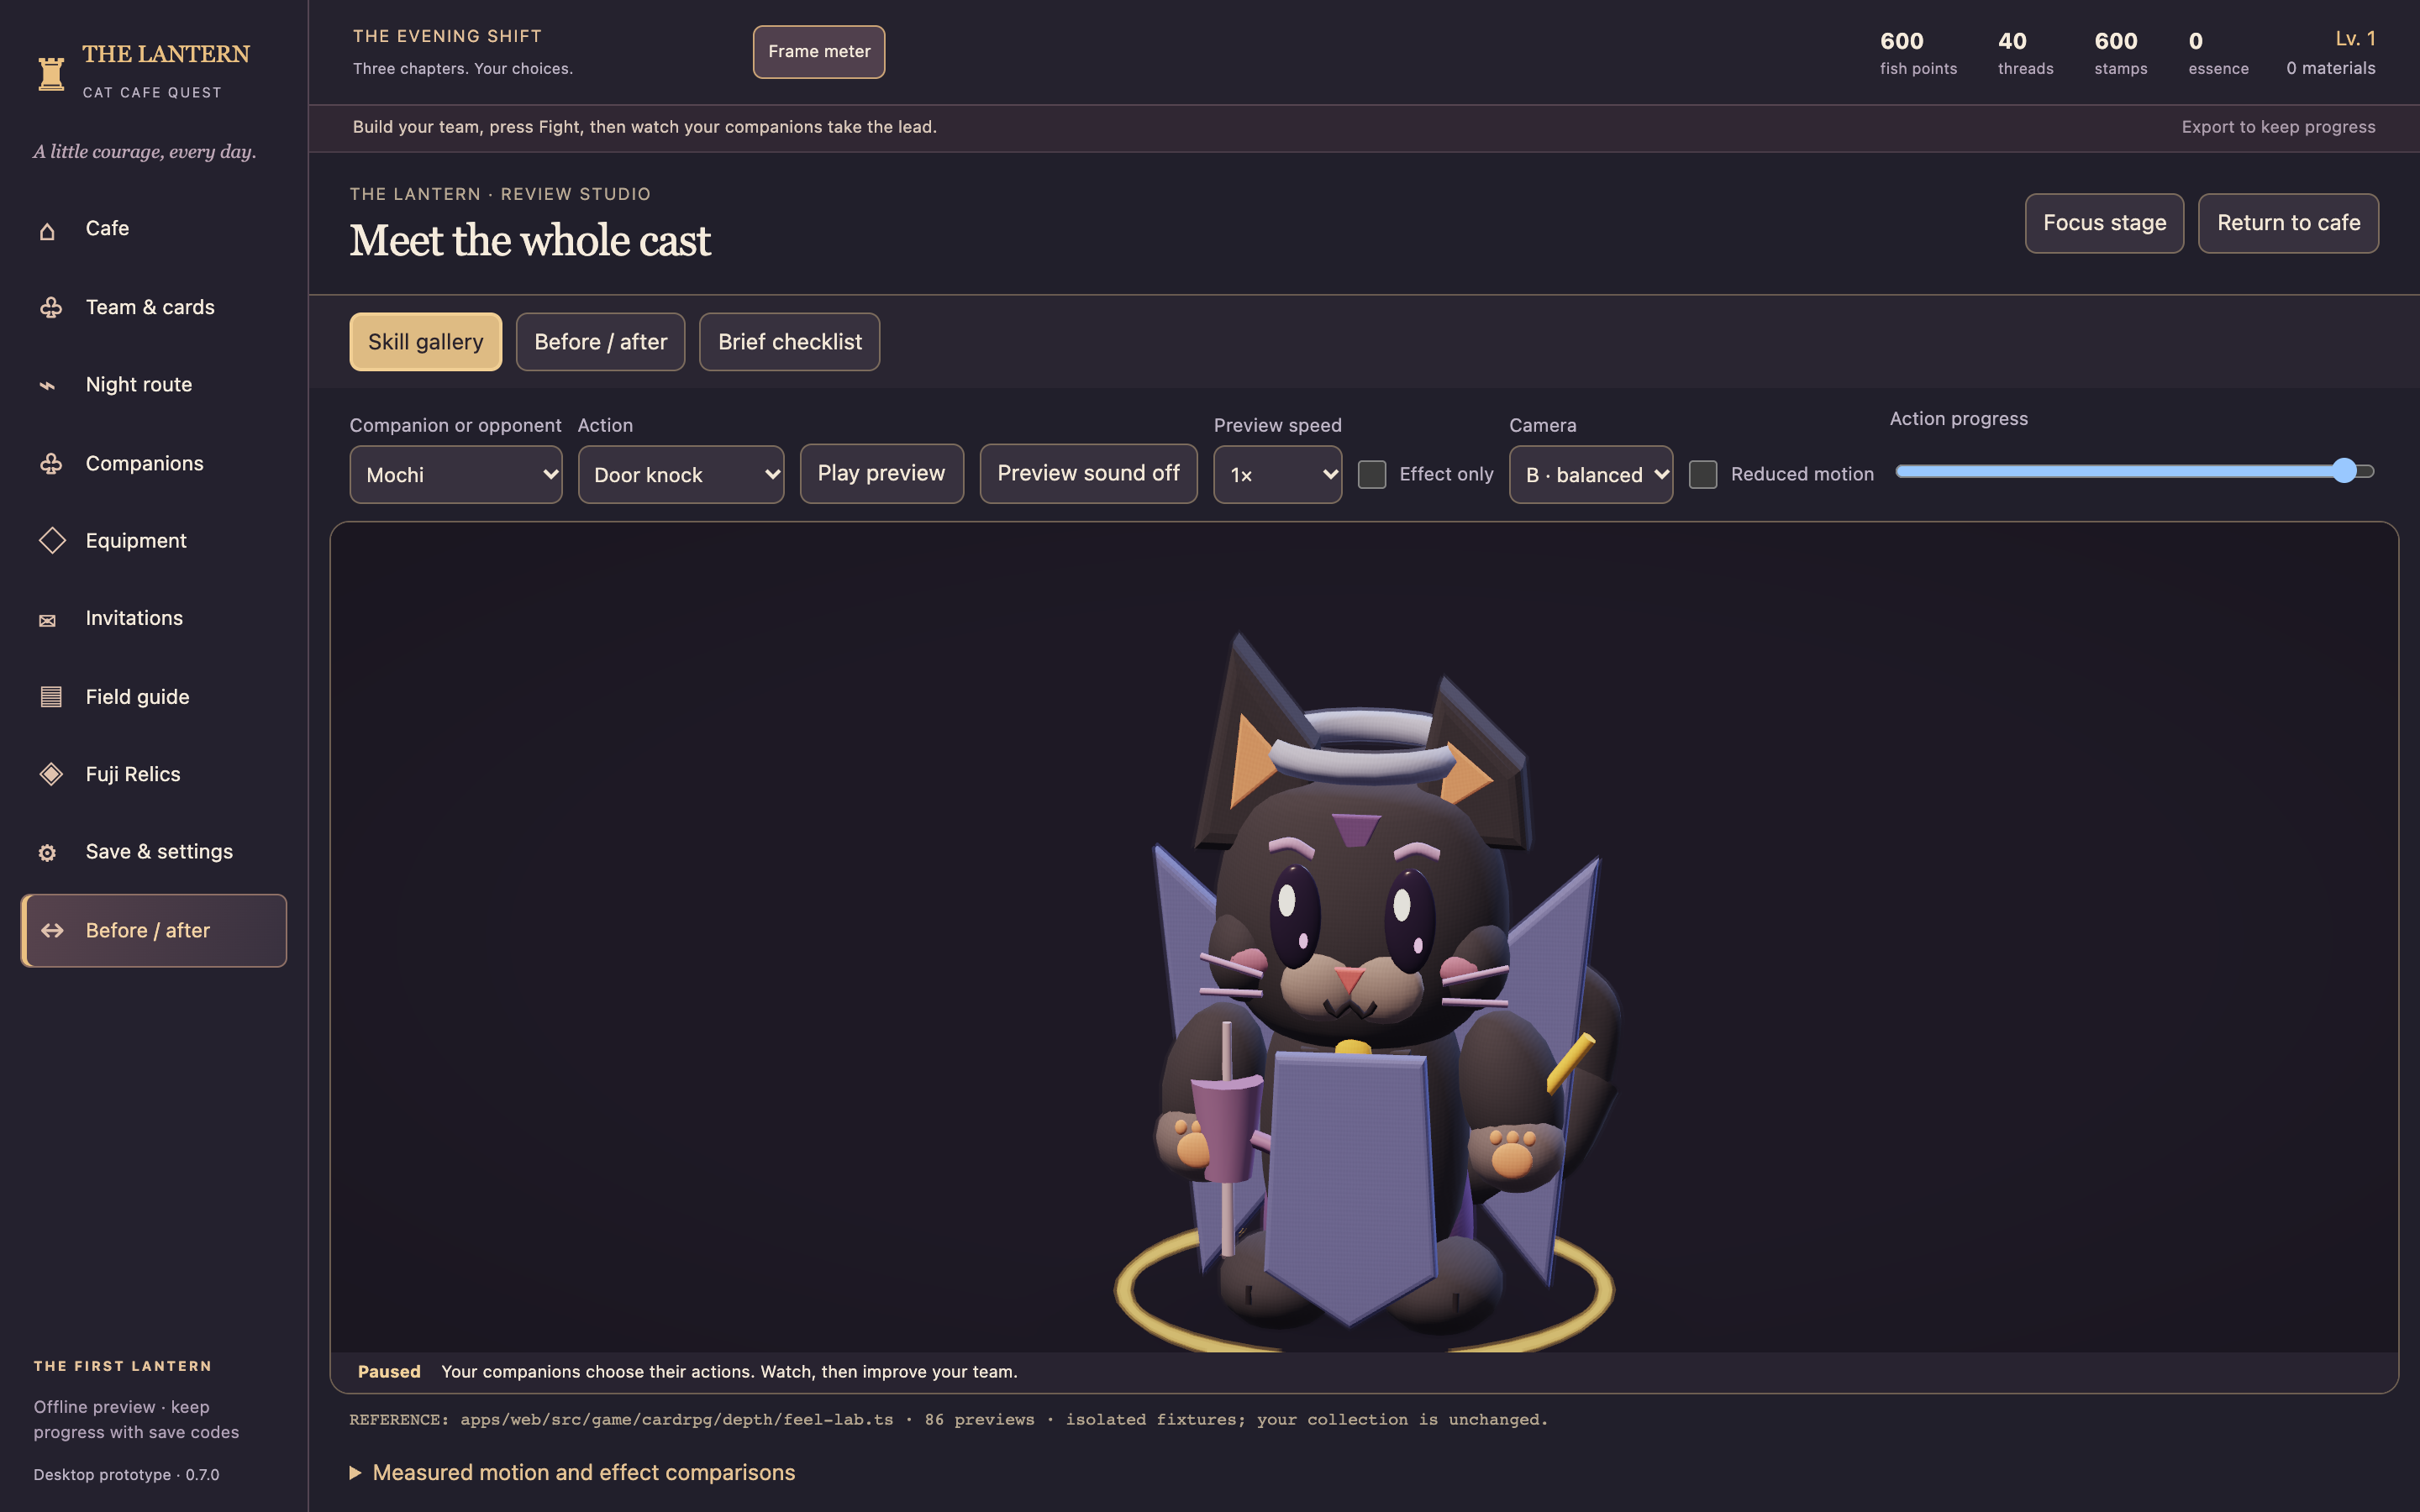 THE LANTERN
CAT CAFE QUEST
A little courage, every day.
Cafe
Team & cards
Night route
Companions
Equipment
Invitations
Field guide
Fuji Relics
Save & settings
Before / after
THE FIRST LANTERN
Offline preview · keep
progress with save codes
Desktop prototype · 0.7.0
THE EVENING SHIFT
Three chapters. Your choices.
Frame meter
600 fish points
40 threads
600 stamps
0 essence
Lv. 1
0 materials
Build your team, press Fight, then watch your companions take the lead.
Export to keep progress
THE LANTERN · REVIEW STUDIO
Meet the whole cast
Focus stage
Return to cafe
Skill gallery
Before / after
Brief checklist
Companion or opponent
Mochi
Action
Door knock
Play preview
Preview sound off
Preview speed
1×
Effect only
Camera
B · balanced
Reduced motion
Action progress
Paused Your companions choose their actions. Watch, then improve your team.
REFERENCE: apps/web/src/game/cardrpg/depth/feel-lab.ts · 86 previews · isolated fixtures; your collection is unchanged.
Measured motion and effect comparisons